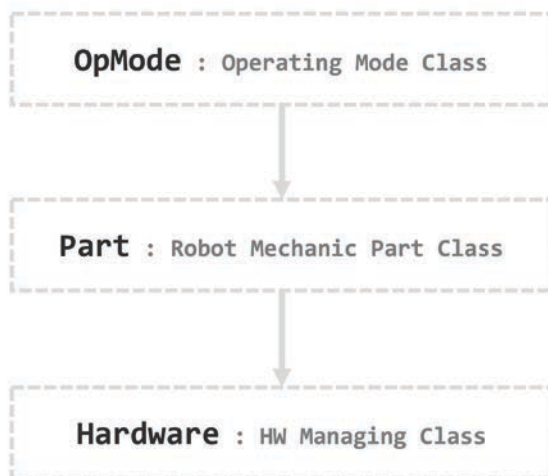 OpMode : Operating Mode Class
Part : Robot Mechanic Part Class
Hardware : HW Managing Class